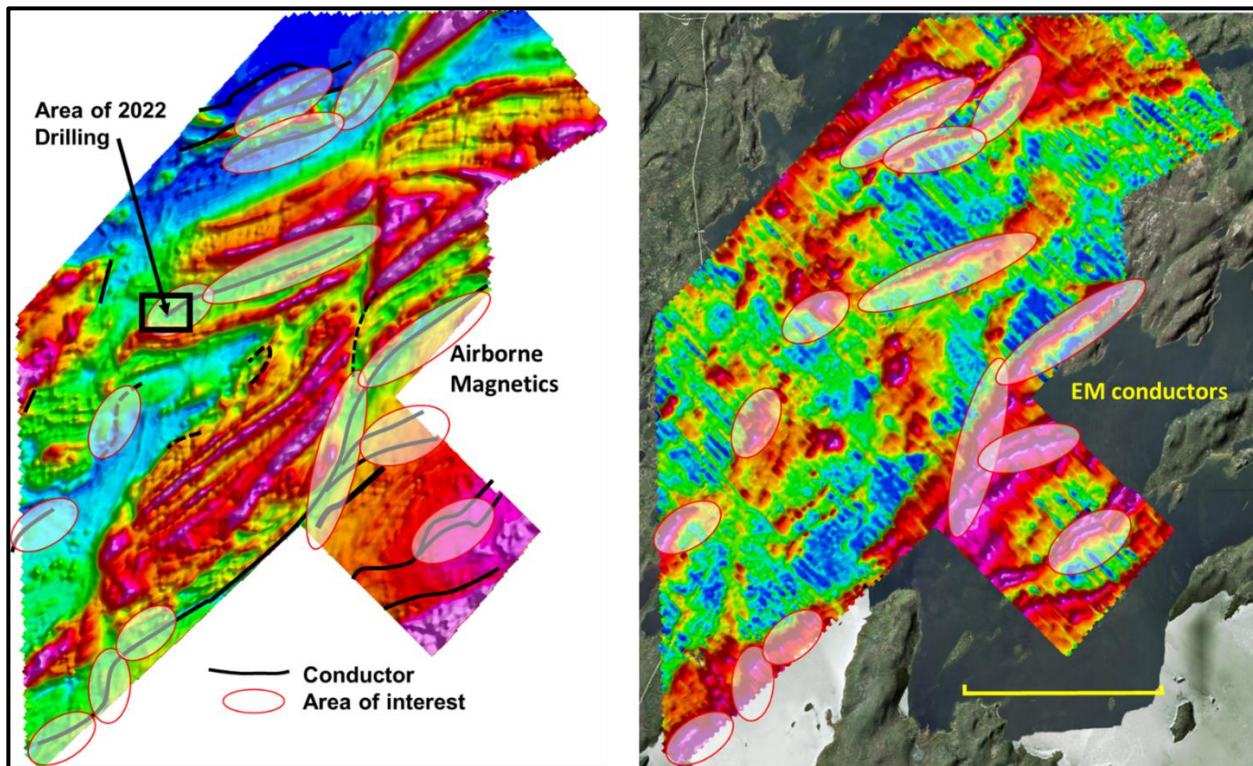 Area of 2022
Drilling
Airborne
Magnetics
Conductor
Area of interest
EM conductors